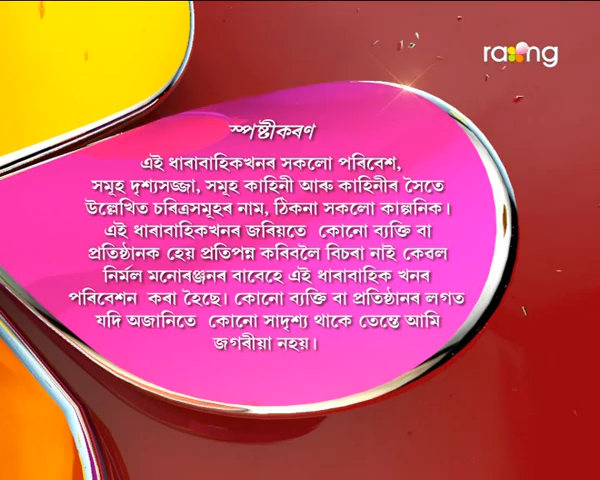 rang
স্পষ্টীকৰণ
এই ধাৰাবাহিকখনৰ সকলো পৰিবেশ,
সমূহ দৃশ্যসজ্জা, সমূহ কাহিনী আৰু কাহিনীৰ সৈতে
উল্লেখিত চৰিত্ৰসমূহৰ নাম, ঠিকনা সকলো কাল্পনিক।
এই ধাৰাবাহিকখনৰ জৰিয়তে কোনো ব্যক্তি বা
প্ৰতিষ্ঠানক হেয় প্ৰতিপন্ন কৰিবলৈ বিচৰা নাই কেৱল
নিৰ্মল মনোৰঞ্জনৰ বাবেহে এই ধাৰাবাহিক খনৰ
পৰিবেশন কৰা হৈছে। কোনো ব্যক্তি বা প্ৰতিষ্ঠানৰ লগত
যদি অজানিতে কোনো সাদৃশ্য থাকে তেন্তে আমি
জগৰীয়া নহয়।